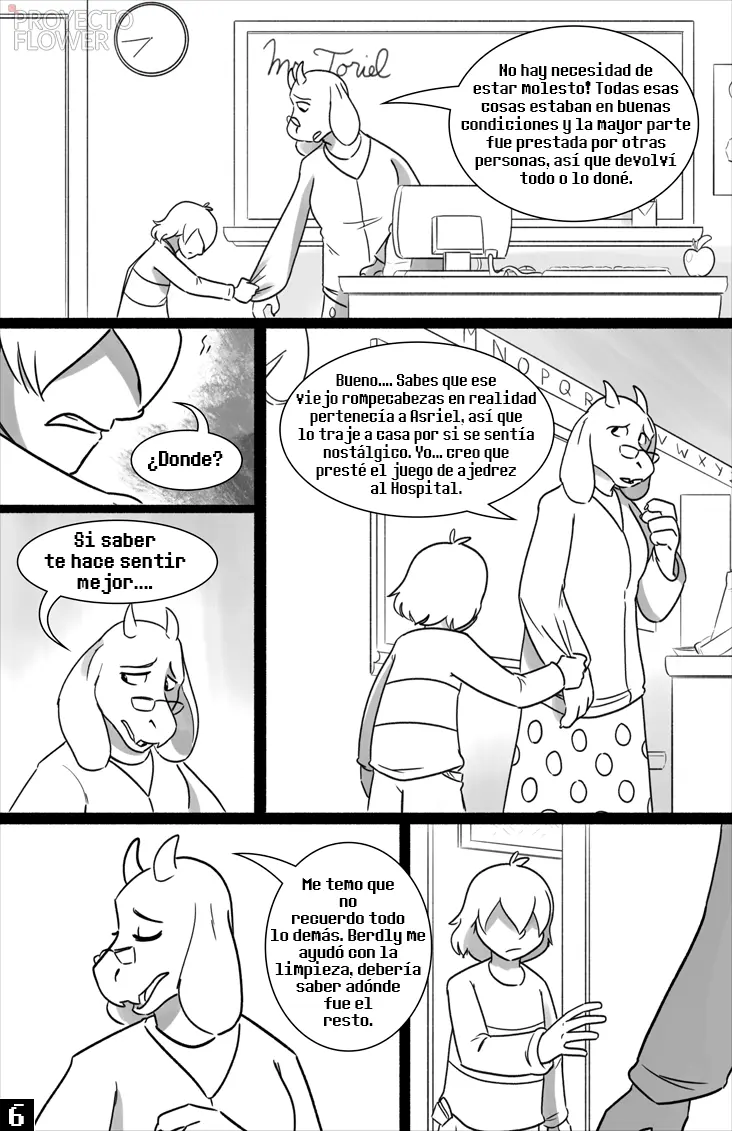 PROYECTO
FLOWER
Ms. Toriel
No hay necesidad de
estar molesto! Todas esas
cosas estaban en buenas
condiciones y la mayor parte
fue prestada por otras
personas, así que devolví
todo o lo doné.
¿Donde?
M N O P Q R
V W X Y
Bueno.... Sabes que ese
viejo rompecabezas en realidad
pertenecía a Asriel, así que
lo traje a casa por si se sentía
nostálgico. Yo... creo que
presté el juego de ajedrez
al Hospital.
Si saber
te hace sentir
mejor....
Me temo que
no
recuerdo todo
lo demás. Berdly me
ayudó con la
limpieza, debería
saber adónde
fue el
resto.
6